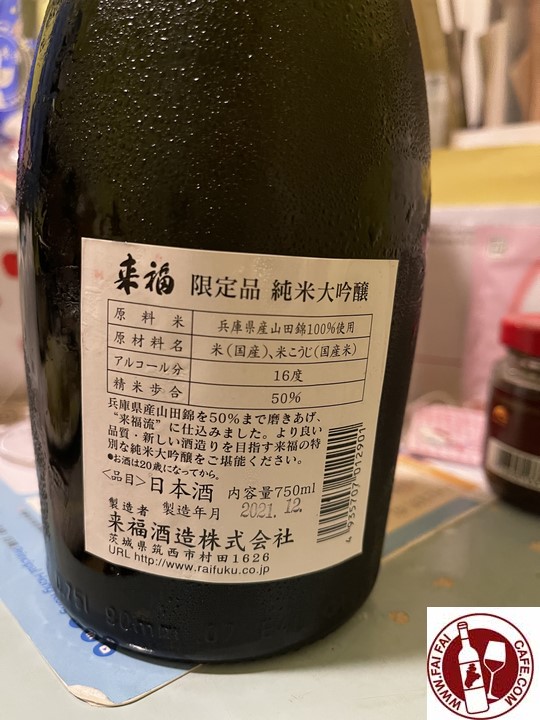 来福 限定品 純米大吟醸
原料米 兵庫県産山田錦100%使用
原材料名 米(国産)、米こうじ(国産米)
アルコール分 16度
精米歩合 50%
兵庫県産山田錦を50%まで磨きあげ、
“来福流”に仕込みました。より良い
品質・新しい酒造りを目指す来福の特
別な純米大吟醸をご堪能ください。
●お酒は20歳になってから。
〈品目〉日本酒 内容量750ml
製造者 製造年月 2021.12.
来福酒造株式会社
茨城県筑西市村田1626
URL http://www.raifuku.co.jp
4 935707 012901
90mm
WWW.FAIFAICAFE.COM